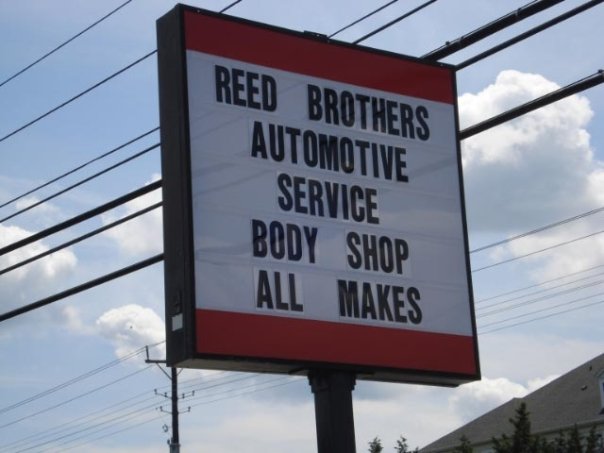 REED BROTHERS
AUTOMOTIVE
SERVICE
BODY SHOP
ALL MAKES